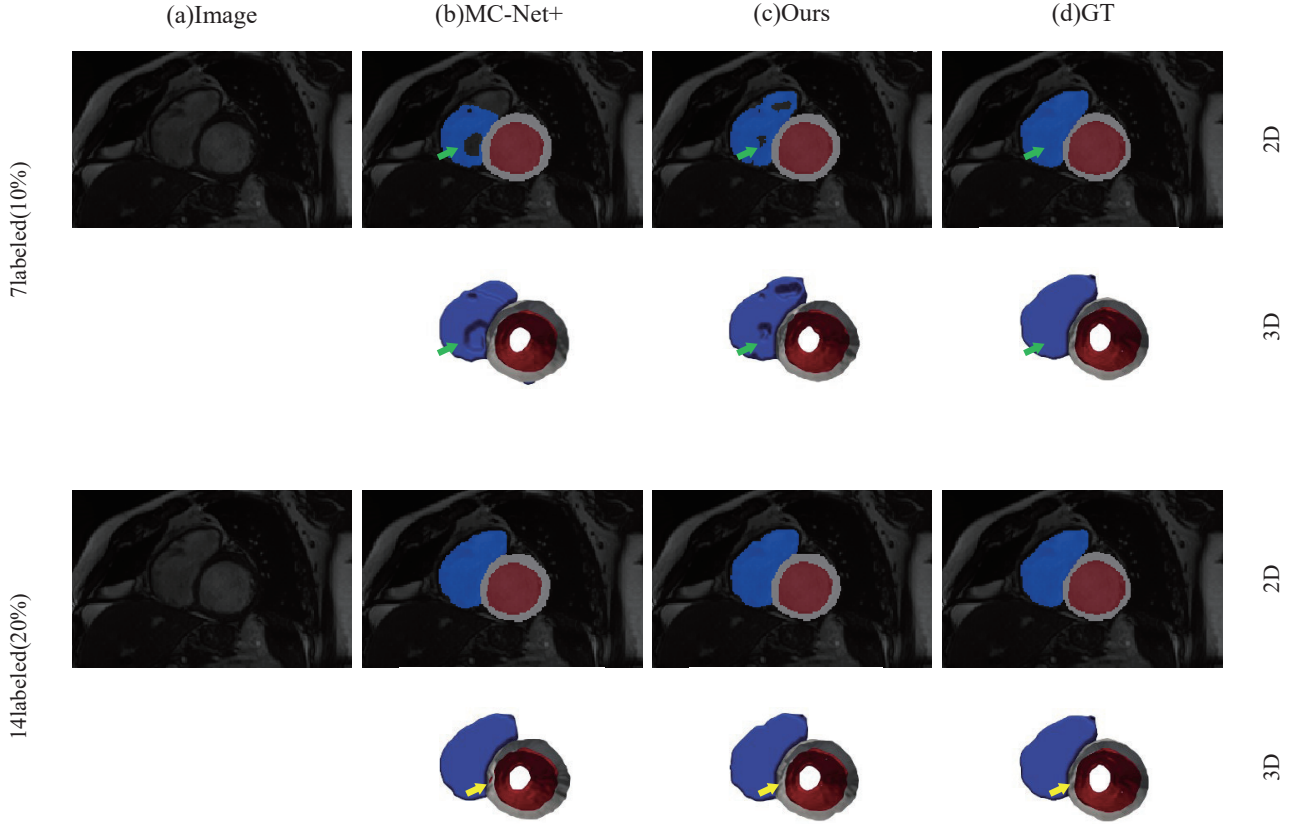 (a)Image
(b)MC-Net+
(c)Ours
(d)GT
7labeled(10%)
2D
3D
14labeled(20%)
2D
3D